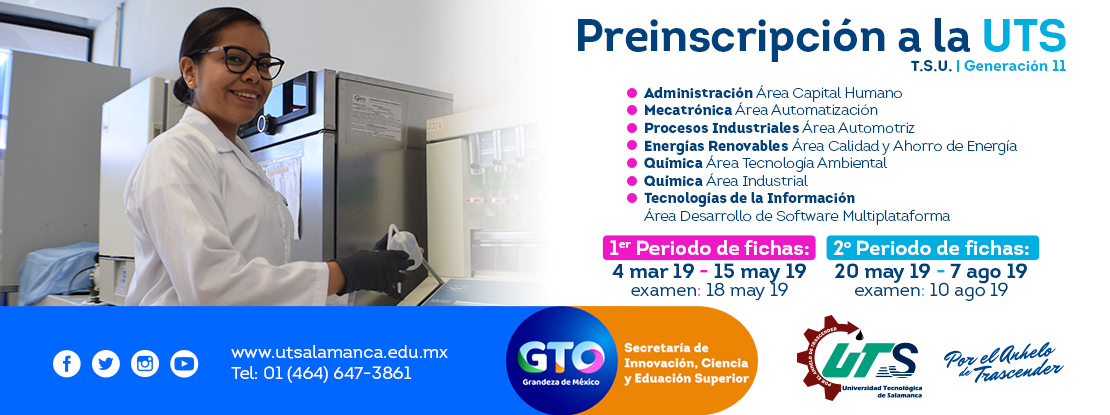 Preinscripción a la UTS
T.S.U. | Generación 11
Administración Área Capital Humano
Mecatrónica Área Automatización
Procesos Industriales Área Automotriz
Energías Renovables Área Calidad y Ahorro de Energía
Química Área Tecnología Ambiental
Química Área Industrial
Tecnologías de la Información
Área Desarrollo de Software Multiplataforma
1er Periodo de fichas:
4 mar 19 - 15 may 19
examen: 18 may 19
2º Periodo de fichas:
20 may 19 - 7 ago 19
examen: 10 ago 19
www.utsalamanca.edu.mx
Tel: 01 (464) 647-3861
GTO
Grandeza de México
Secretaría de
Innovación, Ciencia
y Eduación Superior
POR EL ANHELO DE TRASCENDER
UTS
Universidad Tecnológica
de Salamanca
Por el Anhelo
de Trascender